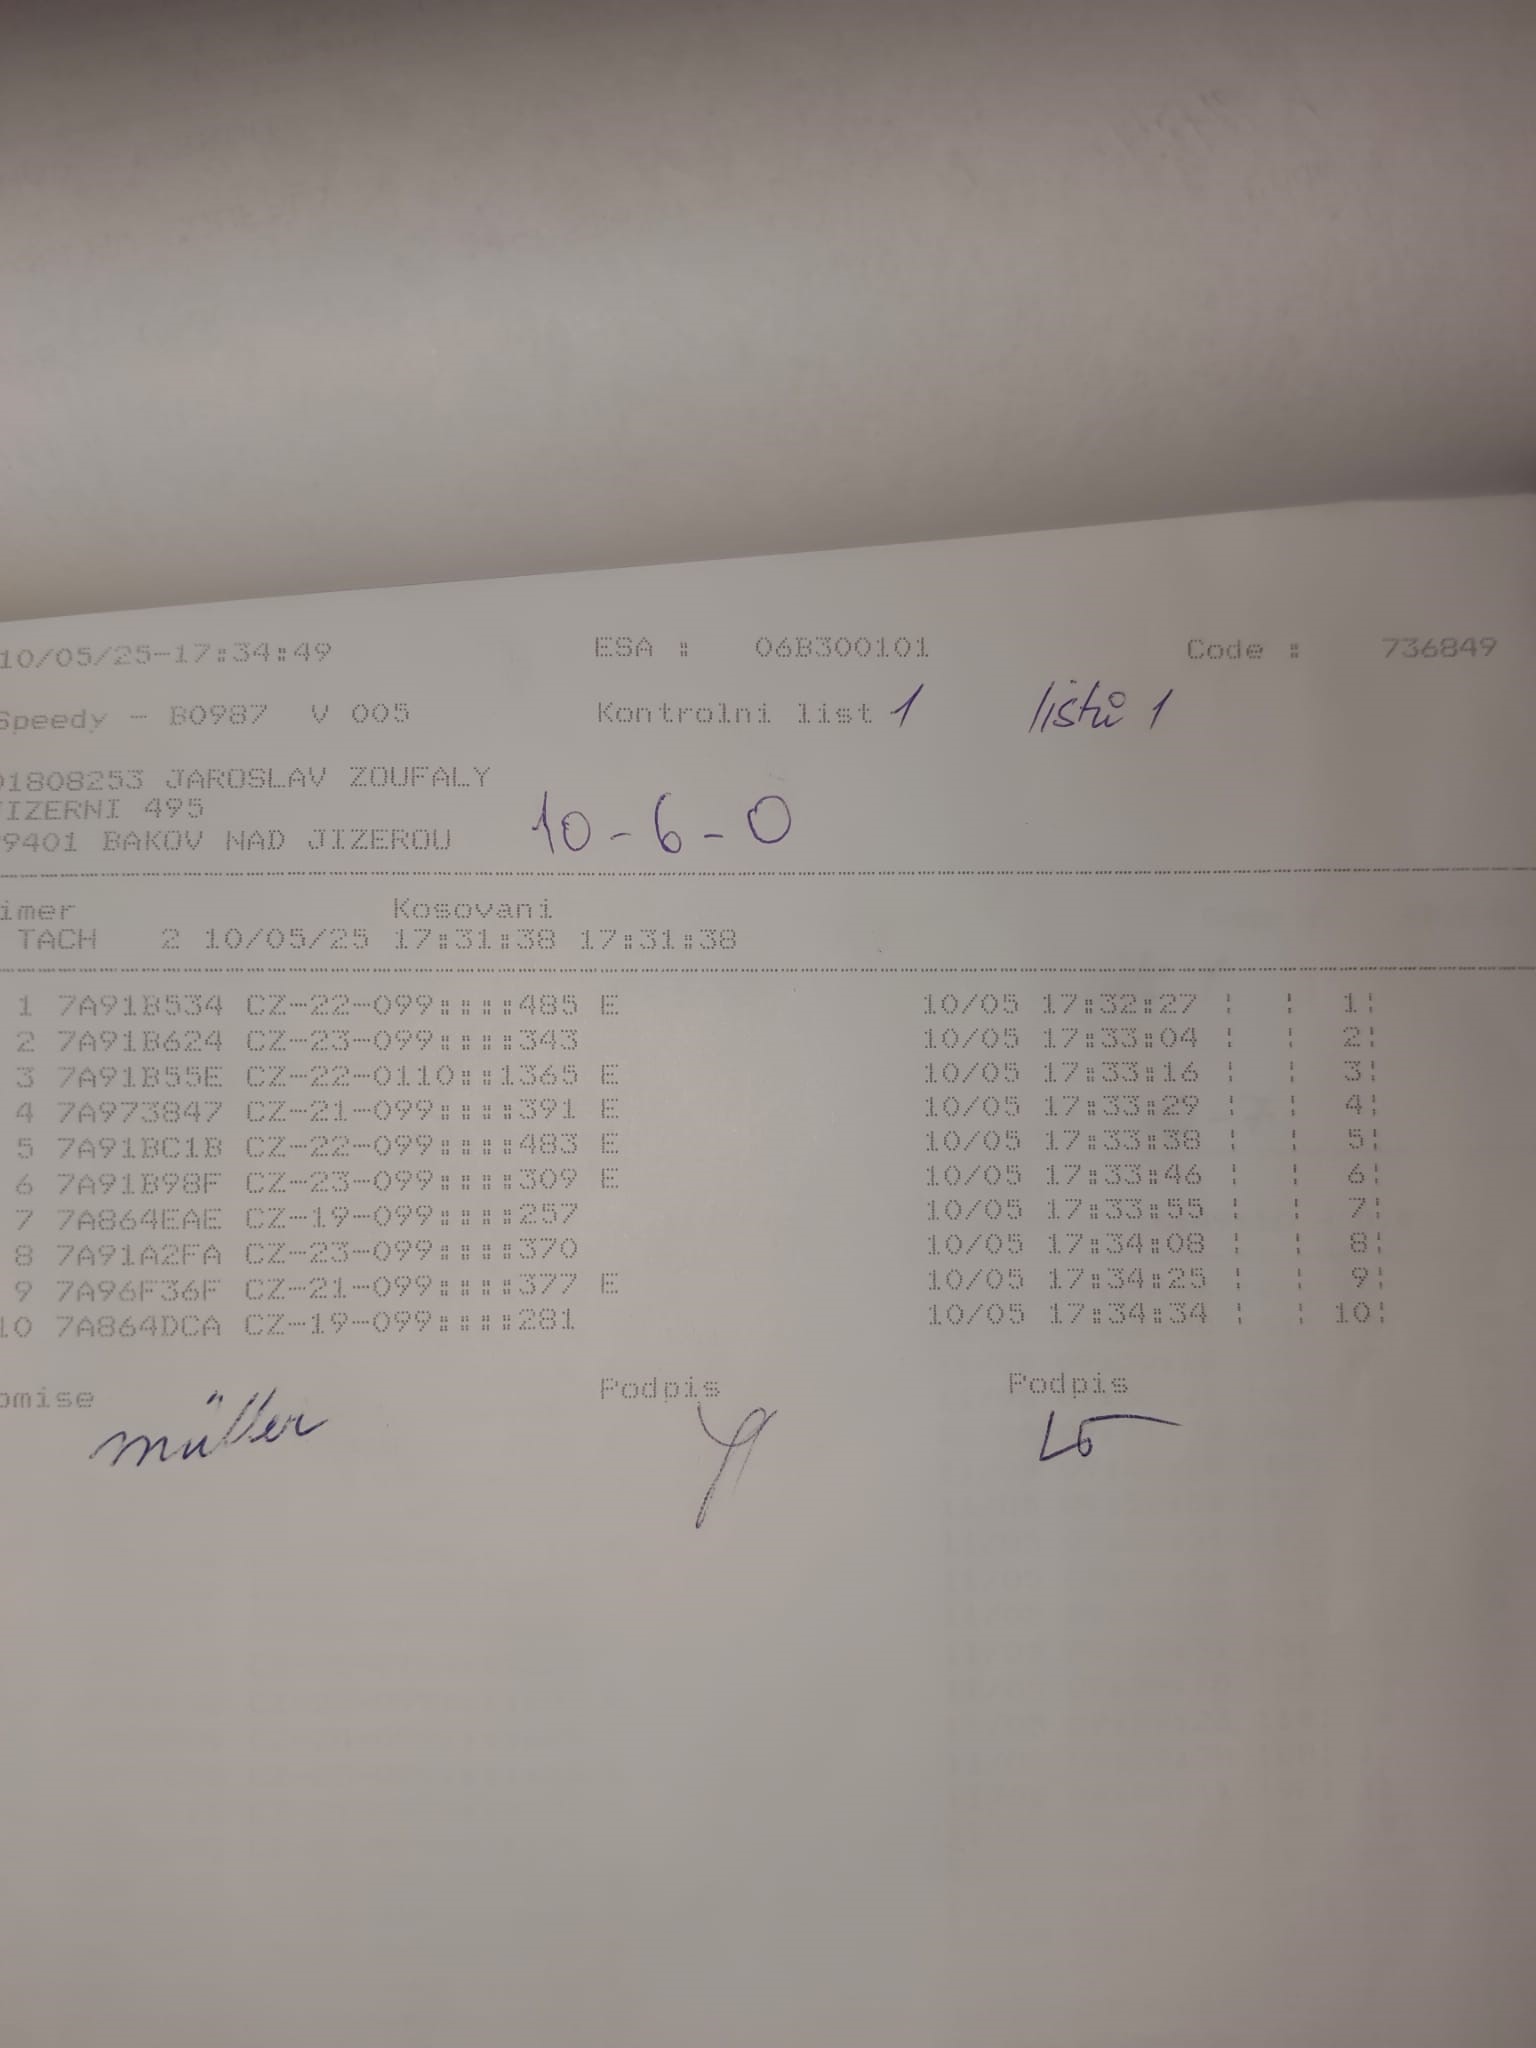 10/05/25-17:34:49 ESA : 06B300101 Code : 736849
Speedy - B0987 V 005 Kontrolni list 1 listů 1
01808253 JAROSLAV ZOUFALY
IZERNI 495
9401 BAKOV NAD JIZEROU 10-6-0
imer Kosovani
TACH 2 10/05/25 17:31:38 17:31:38
1 7A91B534 CZ-22-099::::485 E 10/05 17:32:27 ¦ ¦ 1¦
2 7A91B624 CZ-23-099::::343 10/05 17:33:04 ¦ ¦ 2¦
3 7A91B55E CZ-22-0110::1365 E 10/05 17:33:16 ¦ ¦ 3¦
4 7A973847 CZ-21-099::::391 E 10/05 17:33:29 ¦ ¦ 4¦
5 7A91BC1B CZ-22-099::::483 E 10/05 17:33:38 ¦ ¦ 5¦
6 7A91B98F CZ-23-099::::309 E 10/05 17:33:46 ¦ ¦ 6¦
7 7A864EAE CZ-19-099::::257 10/05 17:33:55 ¦ ¦ 7¦
8 7A91A2FA CZ-23-099::::370 10/05 17:34:08 ¦ ¦ 8¦
9 7A96F36F CZ-21-099::::377 E 10/05 17:34:25 ¦ ¦ 9¦
10 7A864DCA CZ-19-099::::281 10/05 17:34:34 ¦ ¦ 10¦
omise Podpis Podpis
müller